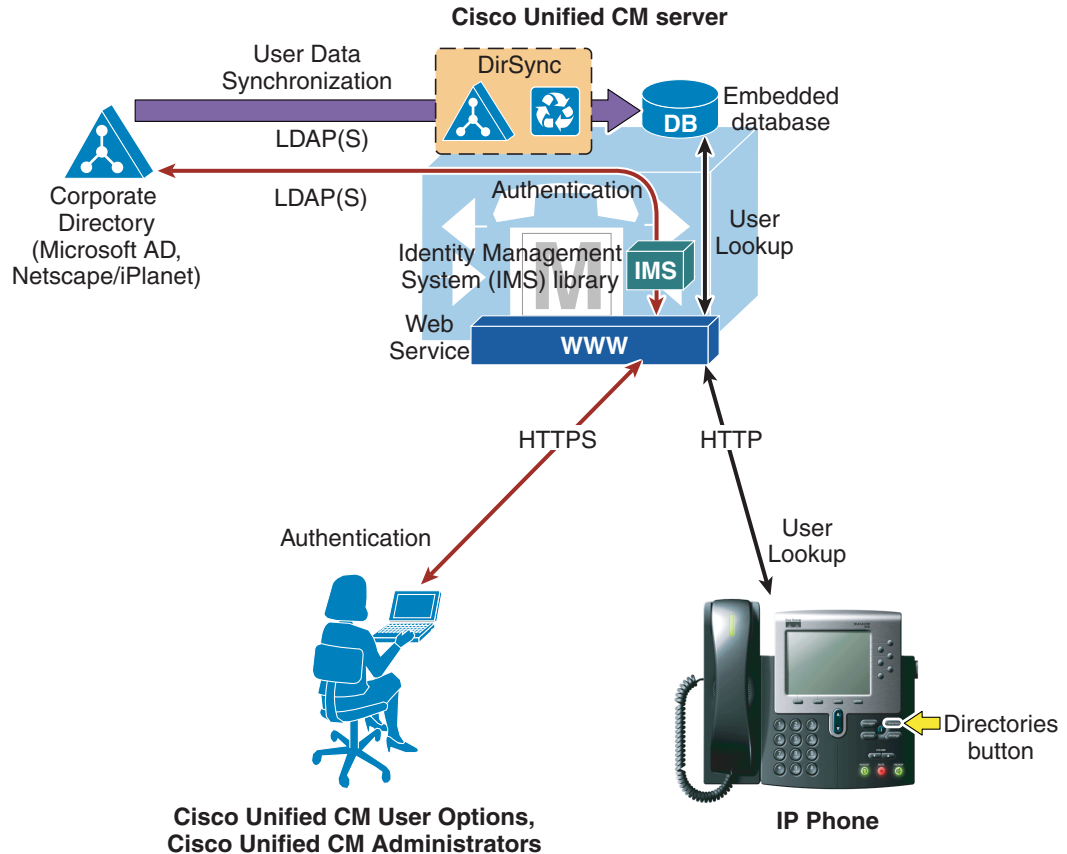 Cisco Unified CM server
User Data
Synchronization
DirSync
LDAP(S)
DB
Embedded
database
LDAP(S)
Authentication
Corporate
Directory
(Microsoft AD,
Netscape/iPlanet)
User
Lookup
Identity Management
System (IMS) library
IMS
M
Web
Service
WWW
HTTPS
HTTP
Authentication
User
Lookup
Directories
button
Cisco Unified CM User Options,
Cisco Unified CM Administrators
IP Phone